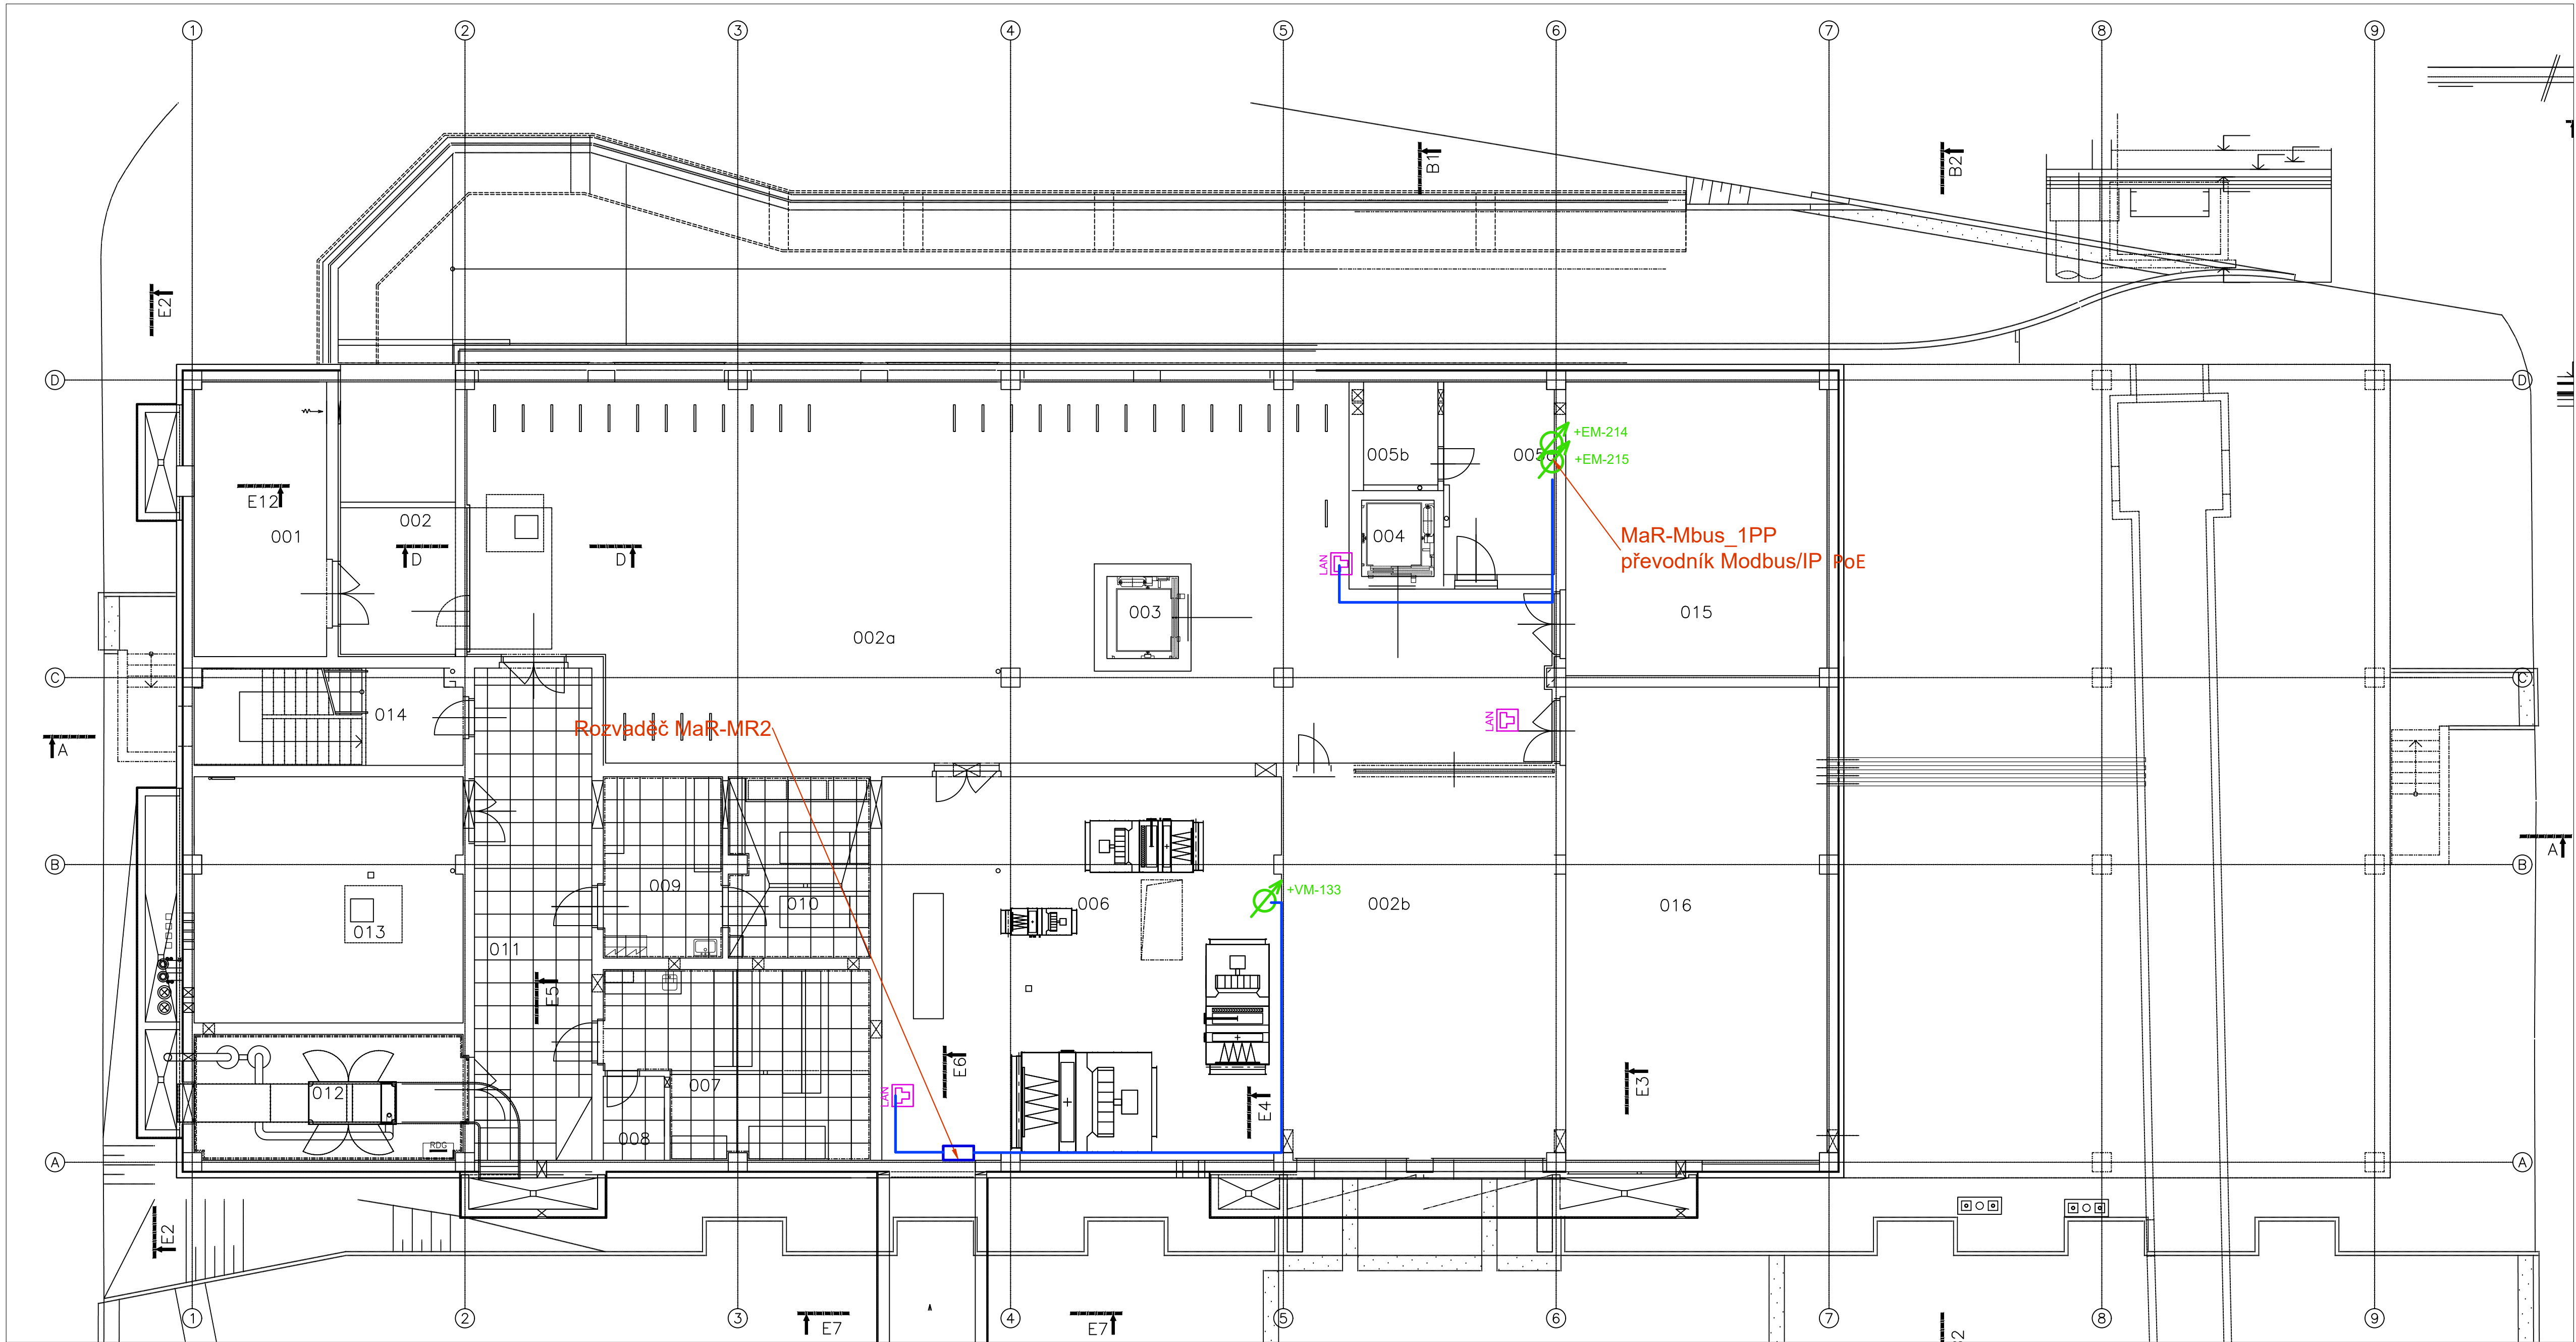 1 2 3 4 5 6 7 8 9
B1
B2
E2
D D
+EM-214
005b 005a +EM-215
E12
002
001
MaR-Mbus_1PP
004
D D
LAN
převodník Modbus/IP PoE
003 015
002a
C C
014
LAN
Rozvaděč MaR-MR2
A
A
B B
009
+VM-133
010 006 002b 016
013
011
E5
E6
E3
007
012
LAN
E4
008
RDG
A A
E2
1 2 3 4 5 6 7 8 9
E7 E7